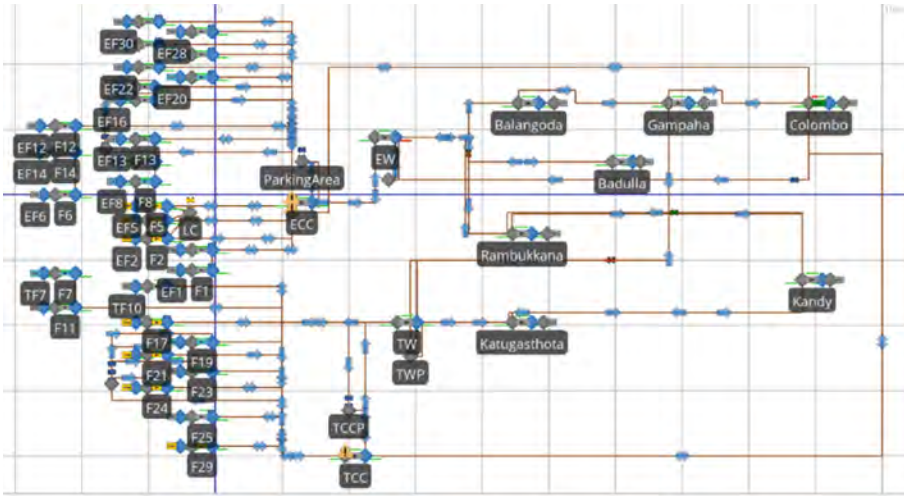 EF30
EF28
EF22
EF20
EF16
EF12 F12
EF14 F14
EF13 F13
EF6 F6
EF8 F8
EF5 F5
LC
EF2 F2
EF1 F1
TF7 F7
TF10
F11
F17
F19
F21
F23
F24
F25
F29
ParkingArea
ECC
EW
Balangoda
Gampaha
Colombo
Badulla
Rambukkana
Kandy
TW
TWP
Katugasthota
TCCP
TCC